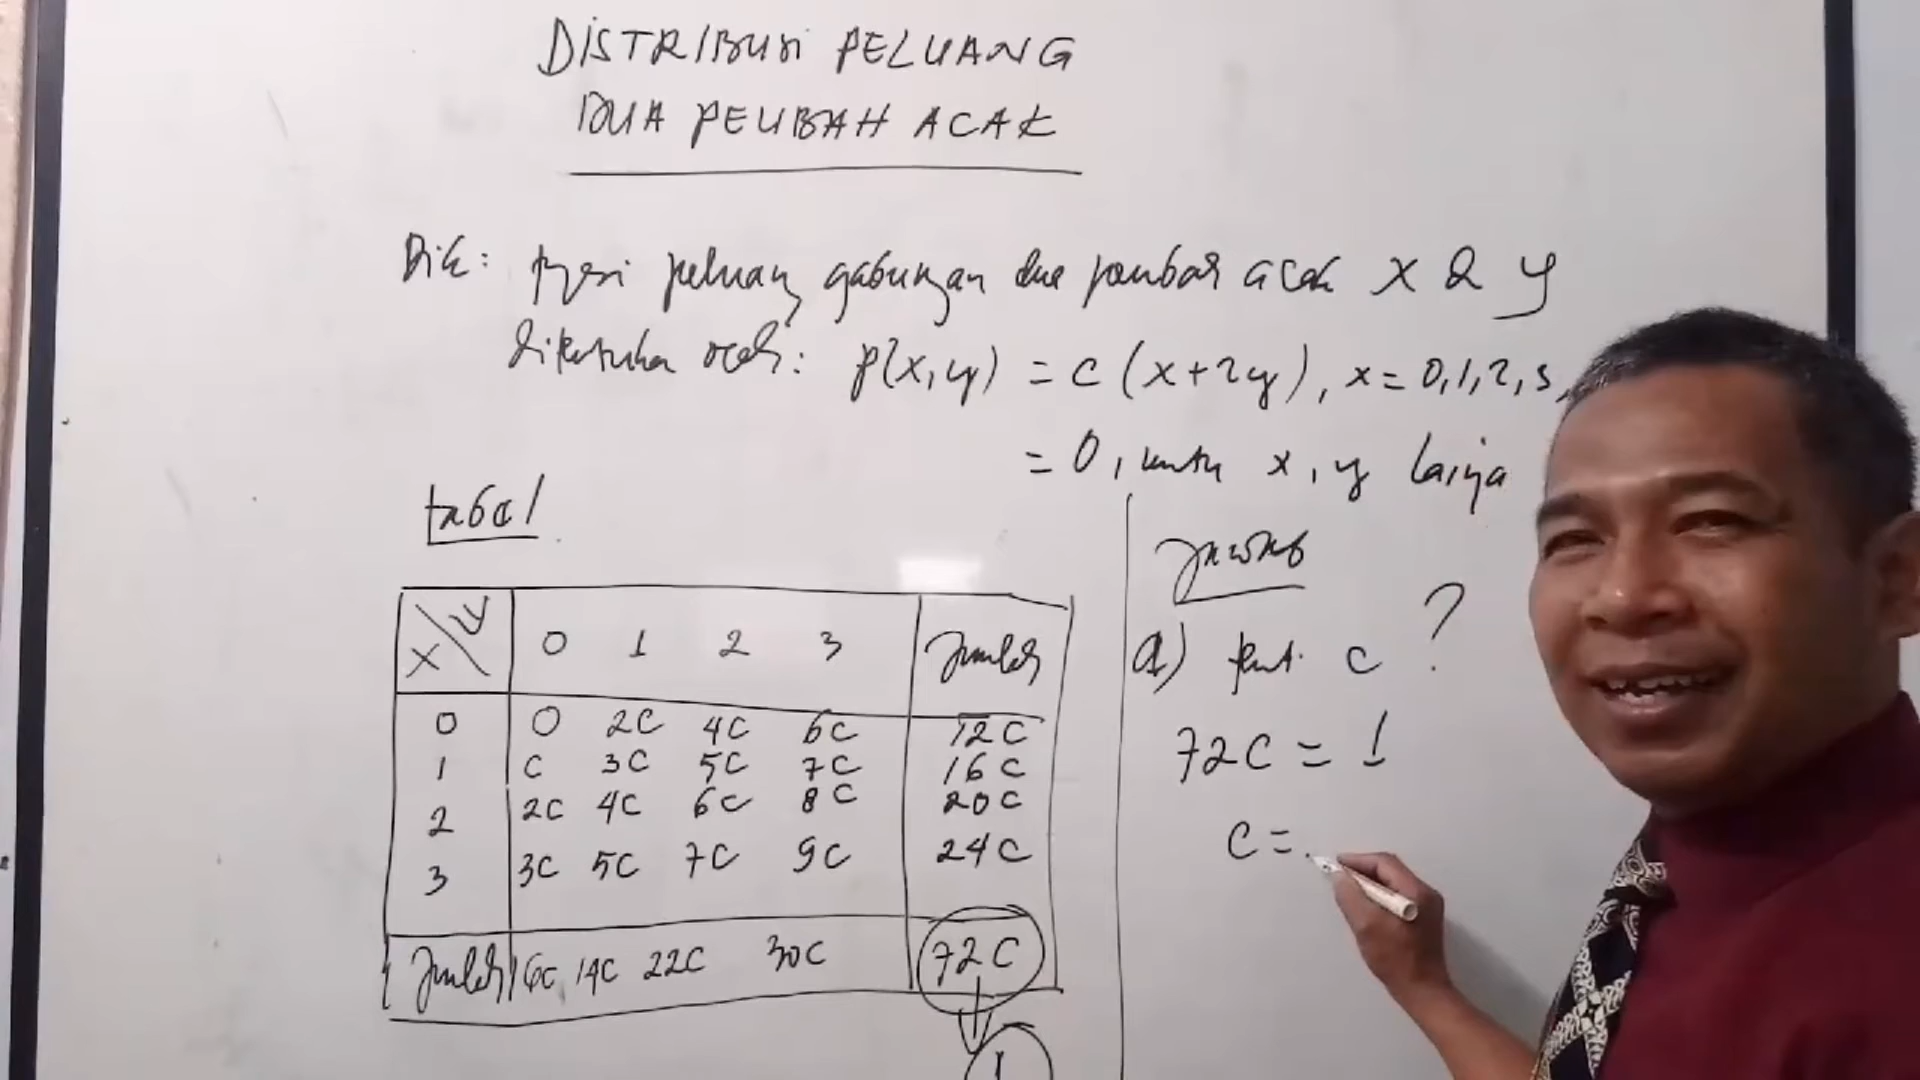 DISTRIBUSI PELUANG
DUA PEUBAH ACAK
Dik: fungsi peluang gabungan dua peubah acak X & Y
ditentukan oleh: p(x,y) = c (x+2y), x = 0,1,2,3,
= 0, untuk x, y lainnya
tabel
X Y 0 1 2 3 Jumlah
0 0 2C 4C 6C 12C
1 C 3C 5C 7C 16C
2 2C 4C 6C 8C 20C
3 3C 5C 7C 9C 24C
Jumlah 6C 14C 22C 30C 72C
1
Jawab
a) C ?
72C = 1
C =